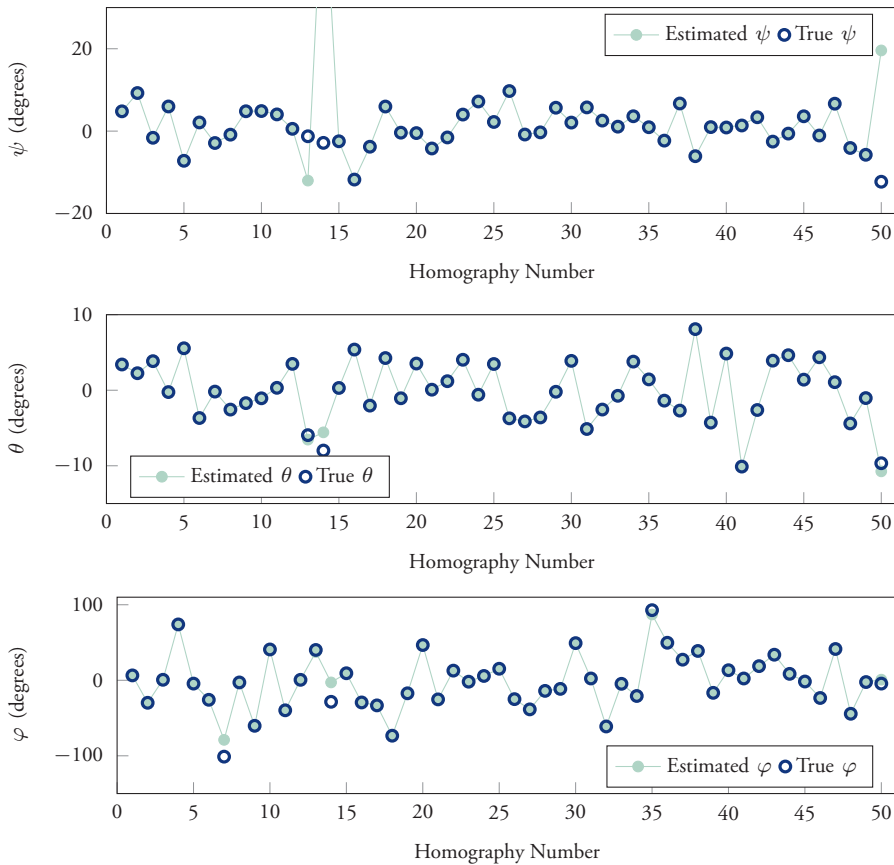 20
0
−20
ψ (degrees)
Estimated ψ True ψ
0 5 10 15 20 25 30 35 40 45 50
Homography Number
10
0
−10
θ (degrees)
Estimated θ True θ
0 5 10 15 20 25 30 35 40 45 50
Homography Number
100
0
−100
φ (degrees)
Estimated φ True φ
0 5 10 15 20 25 30 35 40 45 50
Homography Number